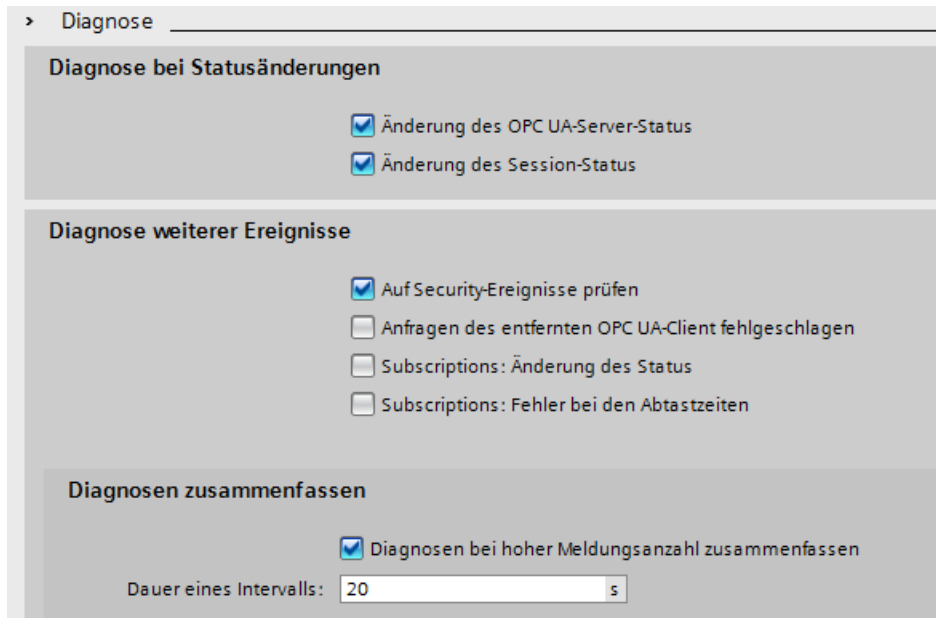 Diagnose
Diagnose bei Statusänderungen
Änderung des OPC UA-Server-Status
Änderung des Session-Status
Diagnose weiterer Ereignisse
Auf Security-Ereignisse prüfen
Anfragen des entfernten OPC UA-Client fehlgeschlagen
Subscriptions: Änderung des Status
Subscriptions: Fehler bei den Abtastzeiten
Diagnosen zusammenfassen
Diagnosen bei hoher Meldungsanzahl zusammenfassen
Dauer eines Intervalls: 20 s